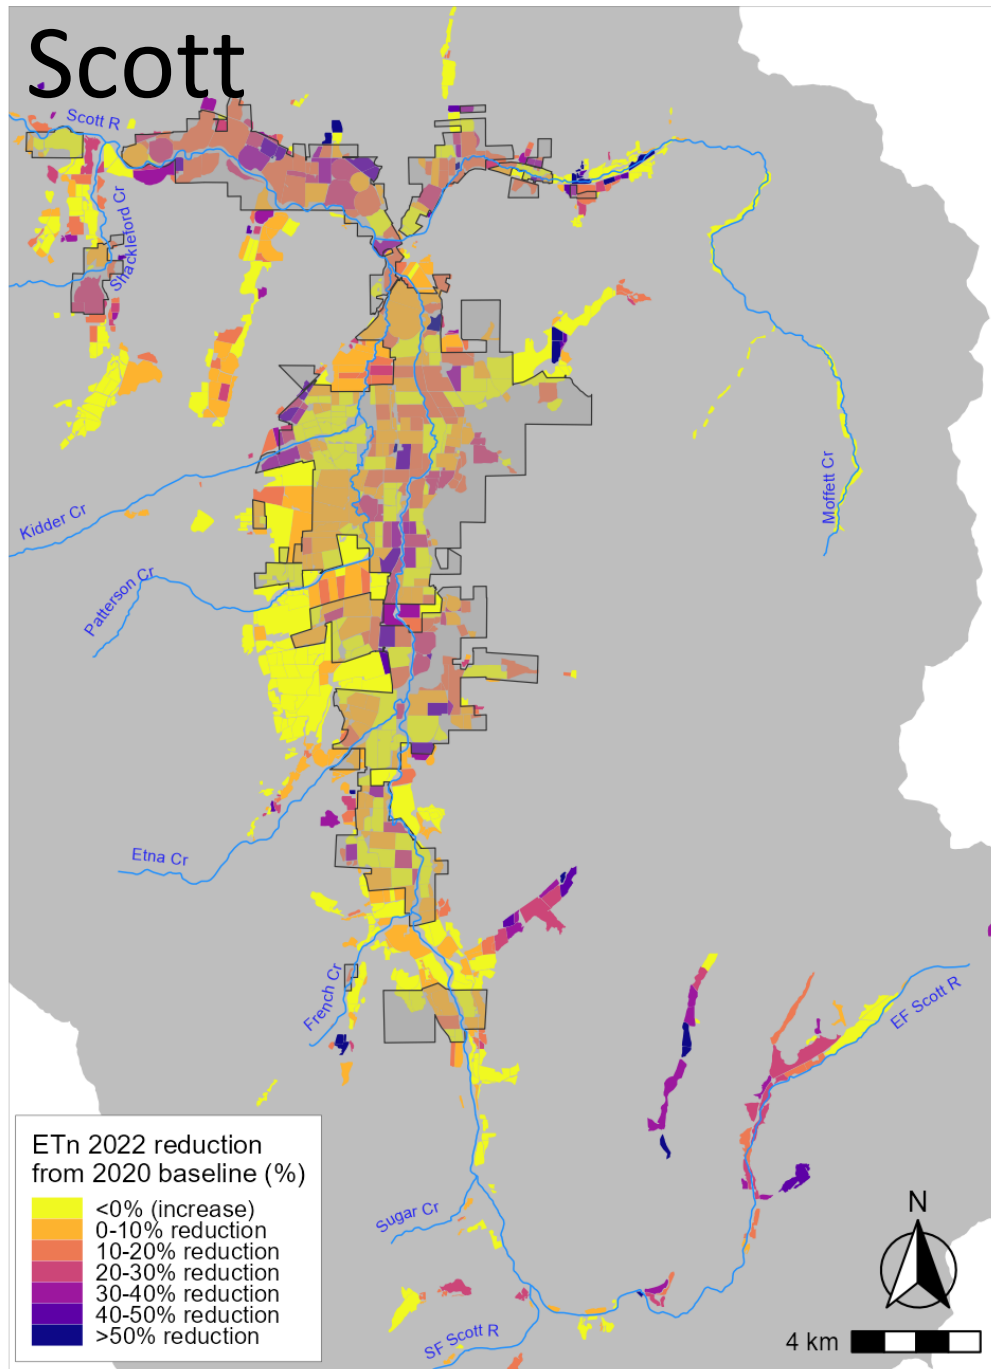 Scott
Scott R
Shackleford Cr
Kidder Cr
Patterson Cr
Moffett Cr
Etna Cr
French Cr
EF Scott R
Sugar Cr
SF Scott R
ETn 2022 reduction
from 2020 baseline (%)
<0% (increase)
0-10% reduction
10-20% reduction
20-30% reduction
30-40% reduction
40-50% reduction
>50% reduction
N
4 km